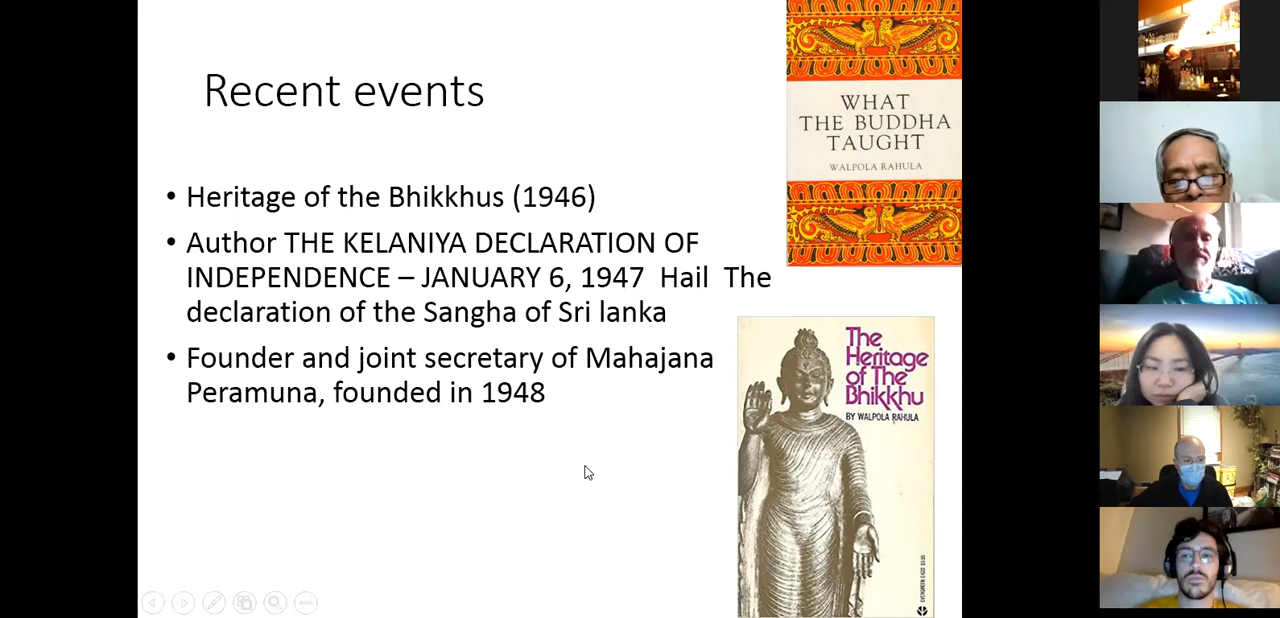 Recent events
• Heritage of the Bhikkhus (1946)
• Author THE KELANIYA DECLARATION OF
INDEPENDENCE – JANUARY 6, 1947  Hail  The
declaration of the Sangha of Sri lanka
• Founder and joint secretary of Mahajana
Peramuna, founded in 1948
WHAT
THE BUDDHA
TAUGHT
WALPOLA RAHULA
The
Heritage
of The
Bhikkhu
BY WALPOLA RAHULA